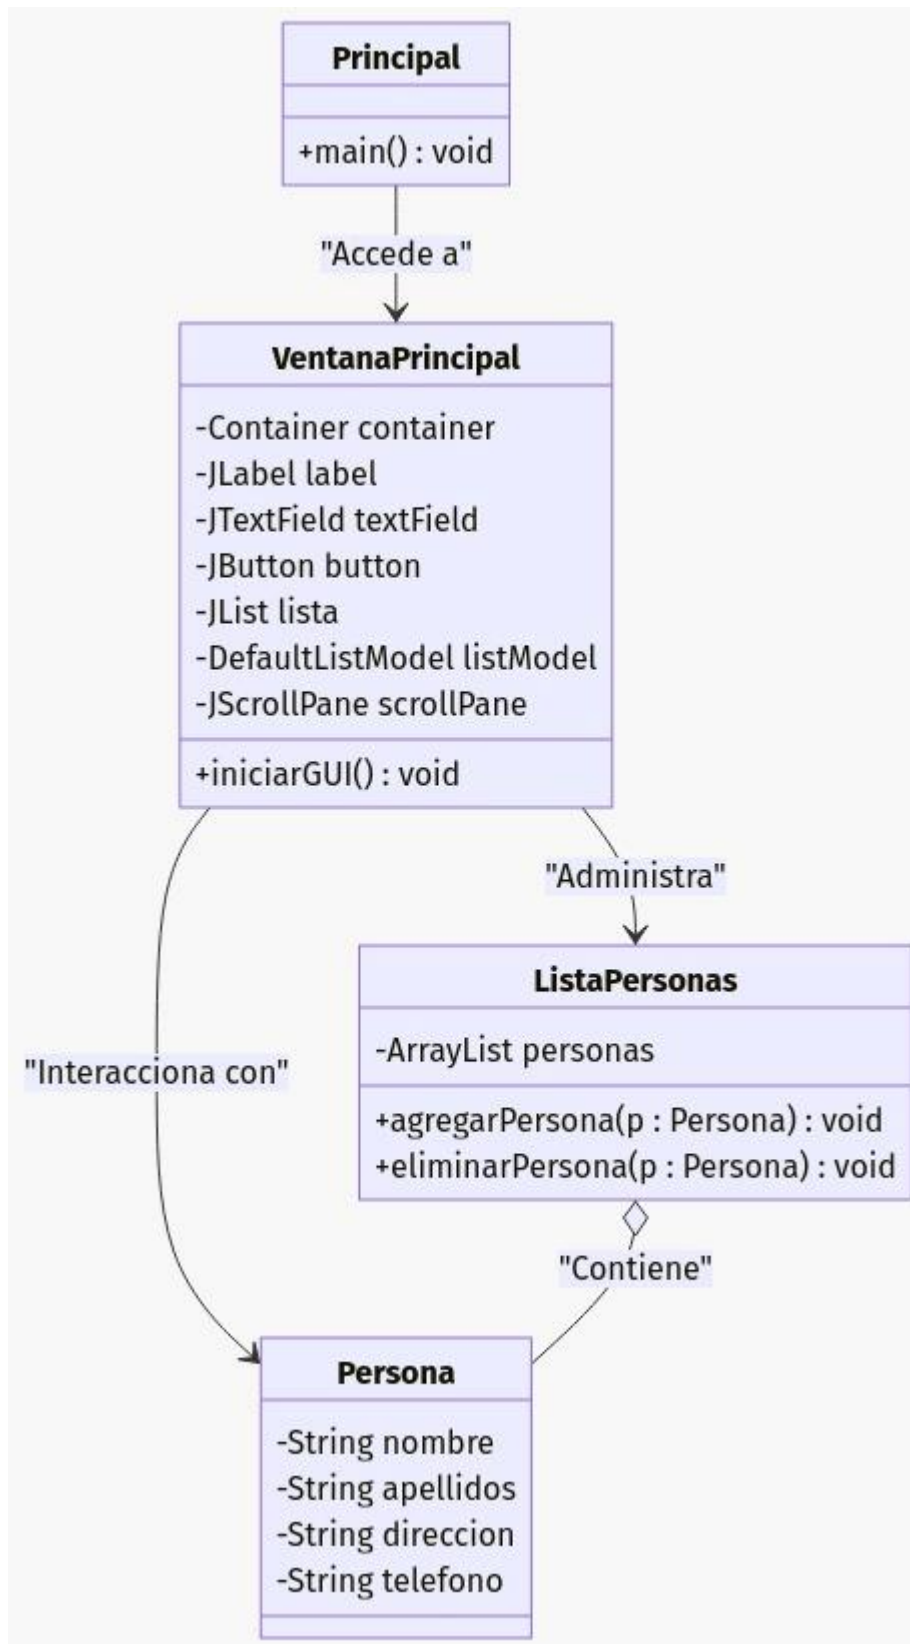 Principal
+main() : void
"Accede a"
VentanaPrincipal
-Container container
-JLabel label
-JTextField textField
-JButton button
-JList lista
-DefaultListModel listModel
-JScrollPane scrollPane
+iniciarGUI() : void
"Administra"
ListaPersonas
-ArrayList personas
+agregarPersona(p : Persona) : void
+eliminarPersona(p : Persona) : void
"Interacciona con"
"Contiene"
Persona
-String nombre
-String apellidos
-String direccion
-String telefono